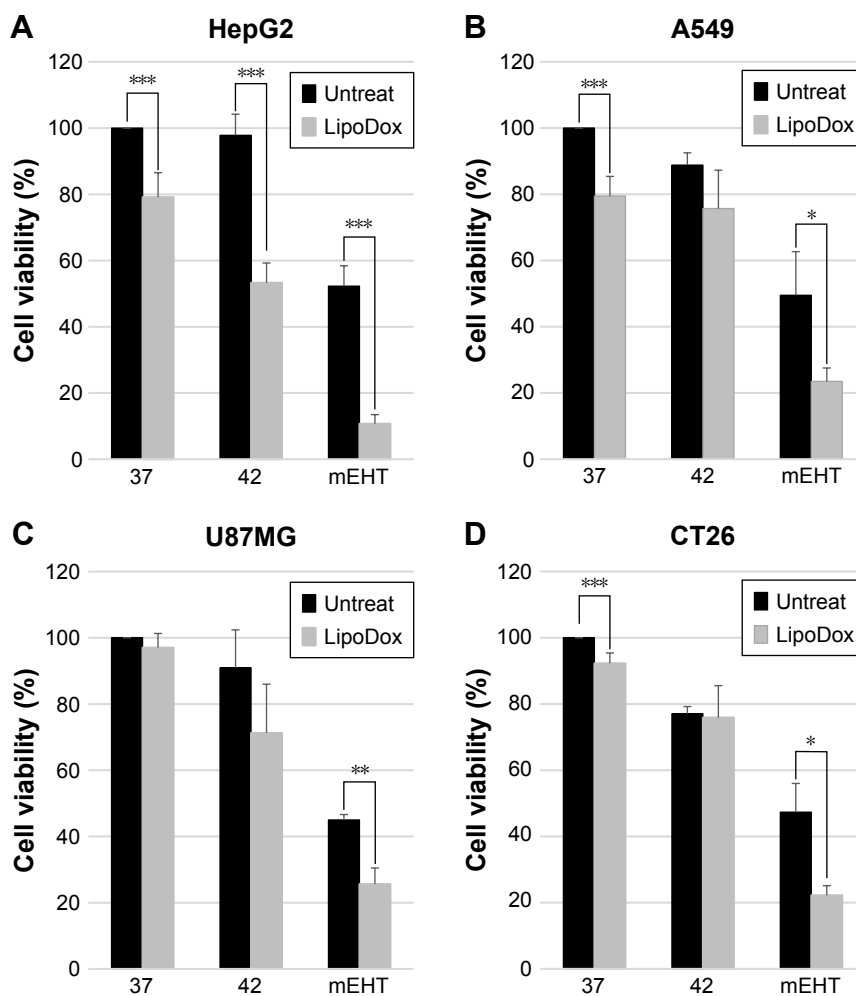 A
HepG2
Cell viability (%)
120
100
80
60
40
20
0
***
***
***
Untreat
LipoDox
37
42
mEHT
B
A549
Cell viability (%)
120
100
80
60
40
20
0
***
*
Untreat
LipoDox
37
42
mEHT
C
U87MG
Cell viability (%)
120
100
80
60
40
20
0
**
Untreat
LipoDox
37
42
mEHT
D
CT26
Cell viability (%)
120
100
80
60
40
20
0
***
*
Untreat
LipoDox
37
42
mEHT